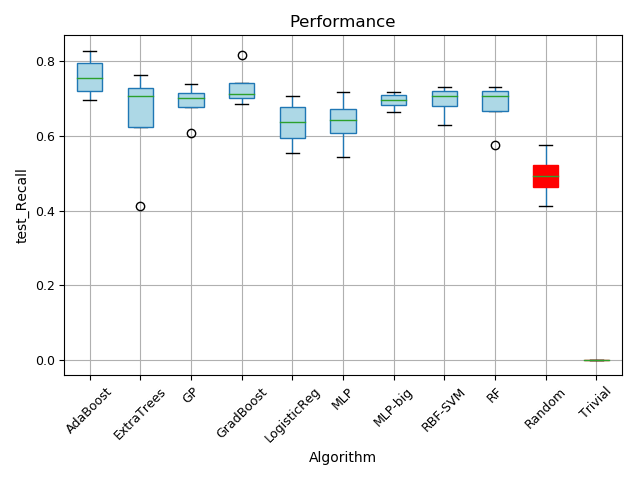 Performance
test_Recall
0.8
0.6
0.4
0.2
0.0
AdaBoost
ExtraTrees
GP
GradBoost
LogisticReg
MLP
MLP-big
RBF-SVM
RF
Random
Trivial
Algorithm